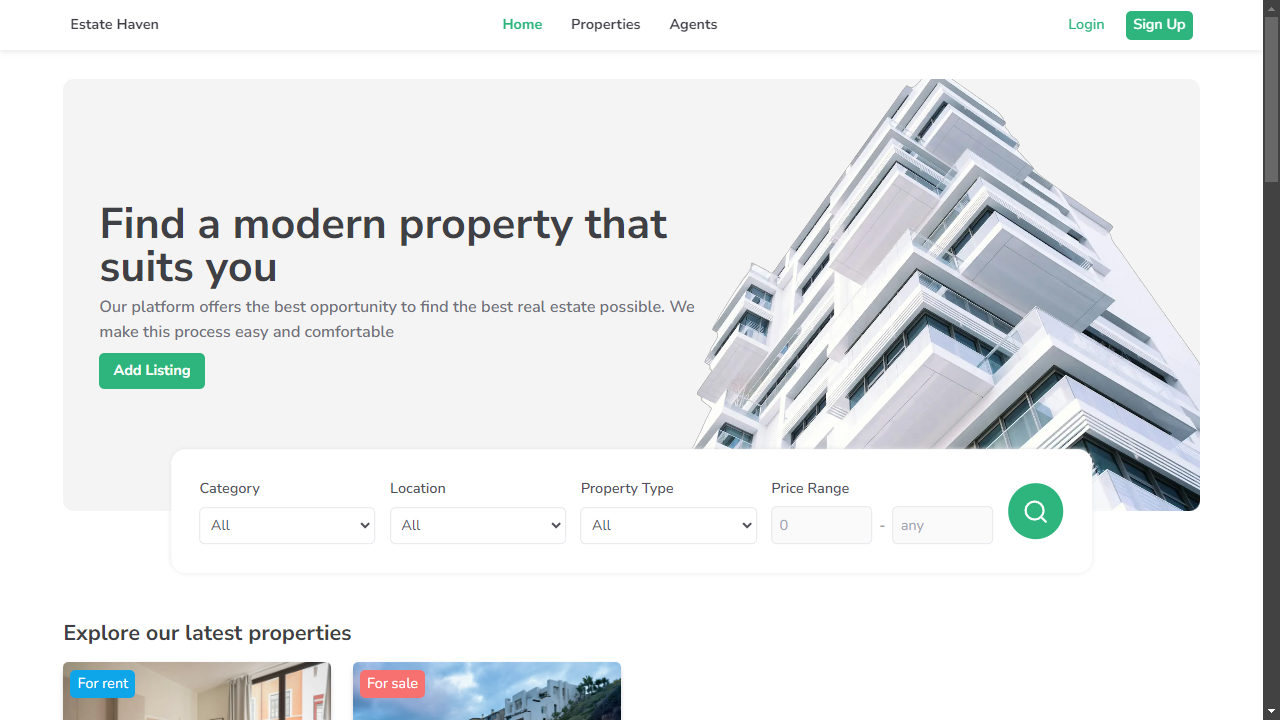 Estate Haven
Home
Properties
Agents
Login
Sign Up
Find a modern property that
suits you
Our platform offers the best opportunity to find the best real estate possible. We
make this process easy and comfortable
Add Listing
Category
Location
Property Type
Price Range
All
All
All
0
-
any
Explore our latest properties
For rent
For sale